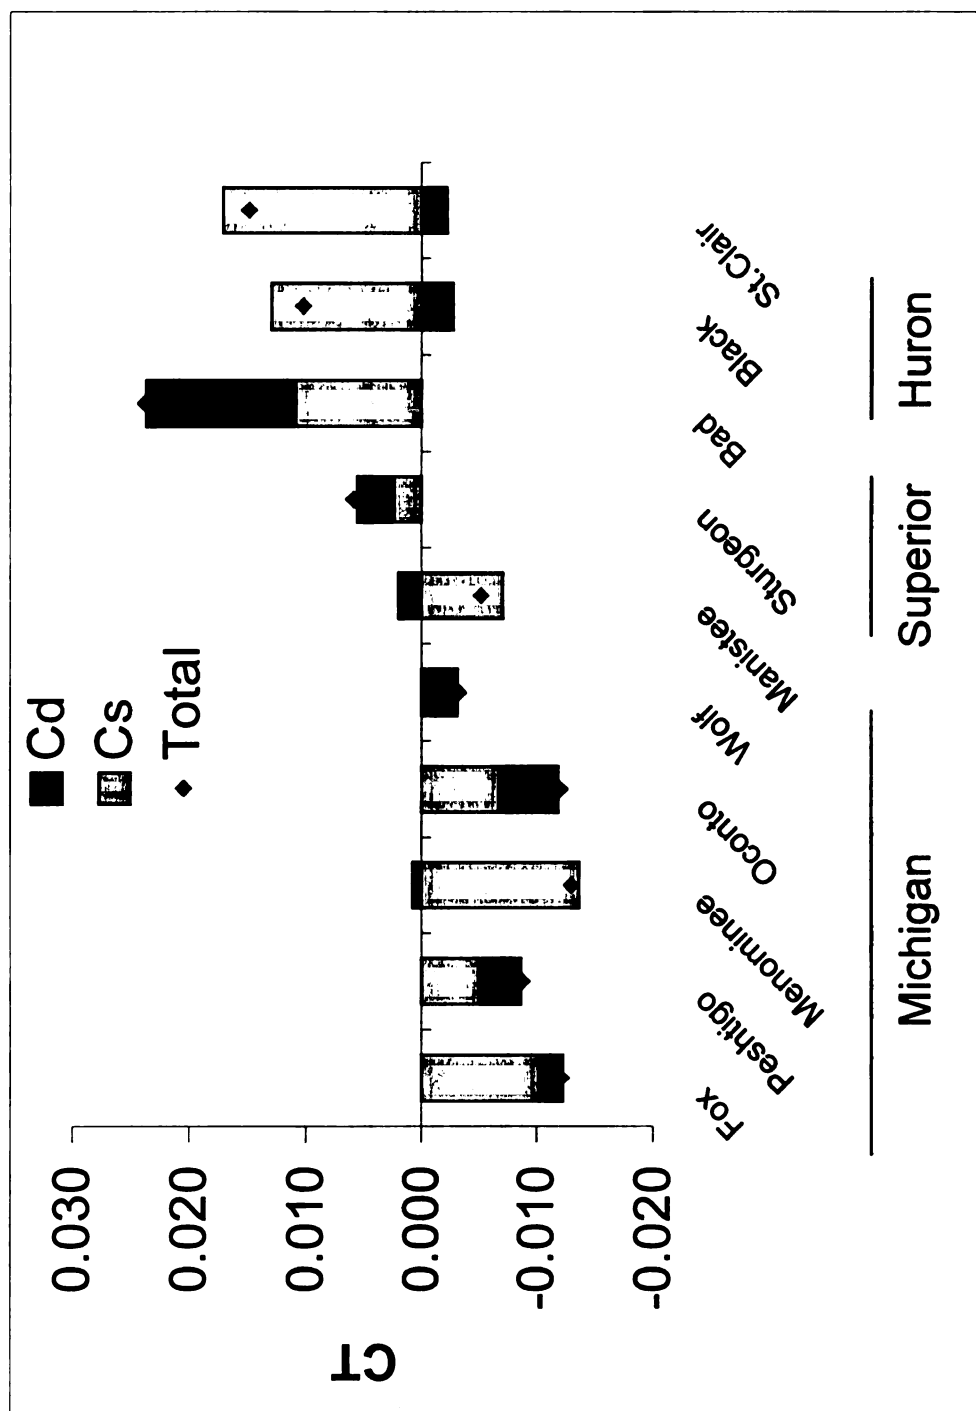 Cd
Cs
Total
CT
0.030
0.020
0.010
0.000
-0.010
-0.020
Fox
Peshtigo
Menominee
Oconto
Wolf
Manistee
Sturgeon
Bad
Black
St.Clair
Michigan
Superior
Huron